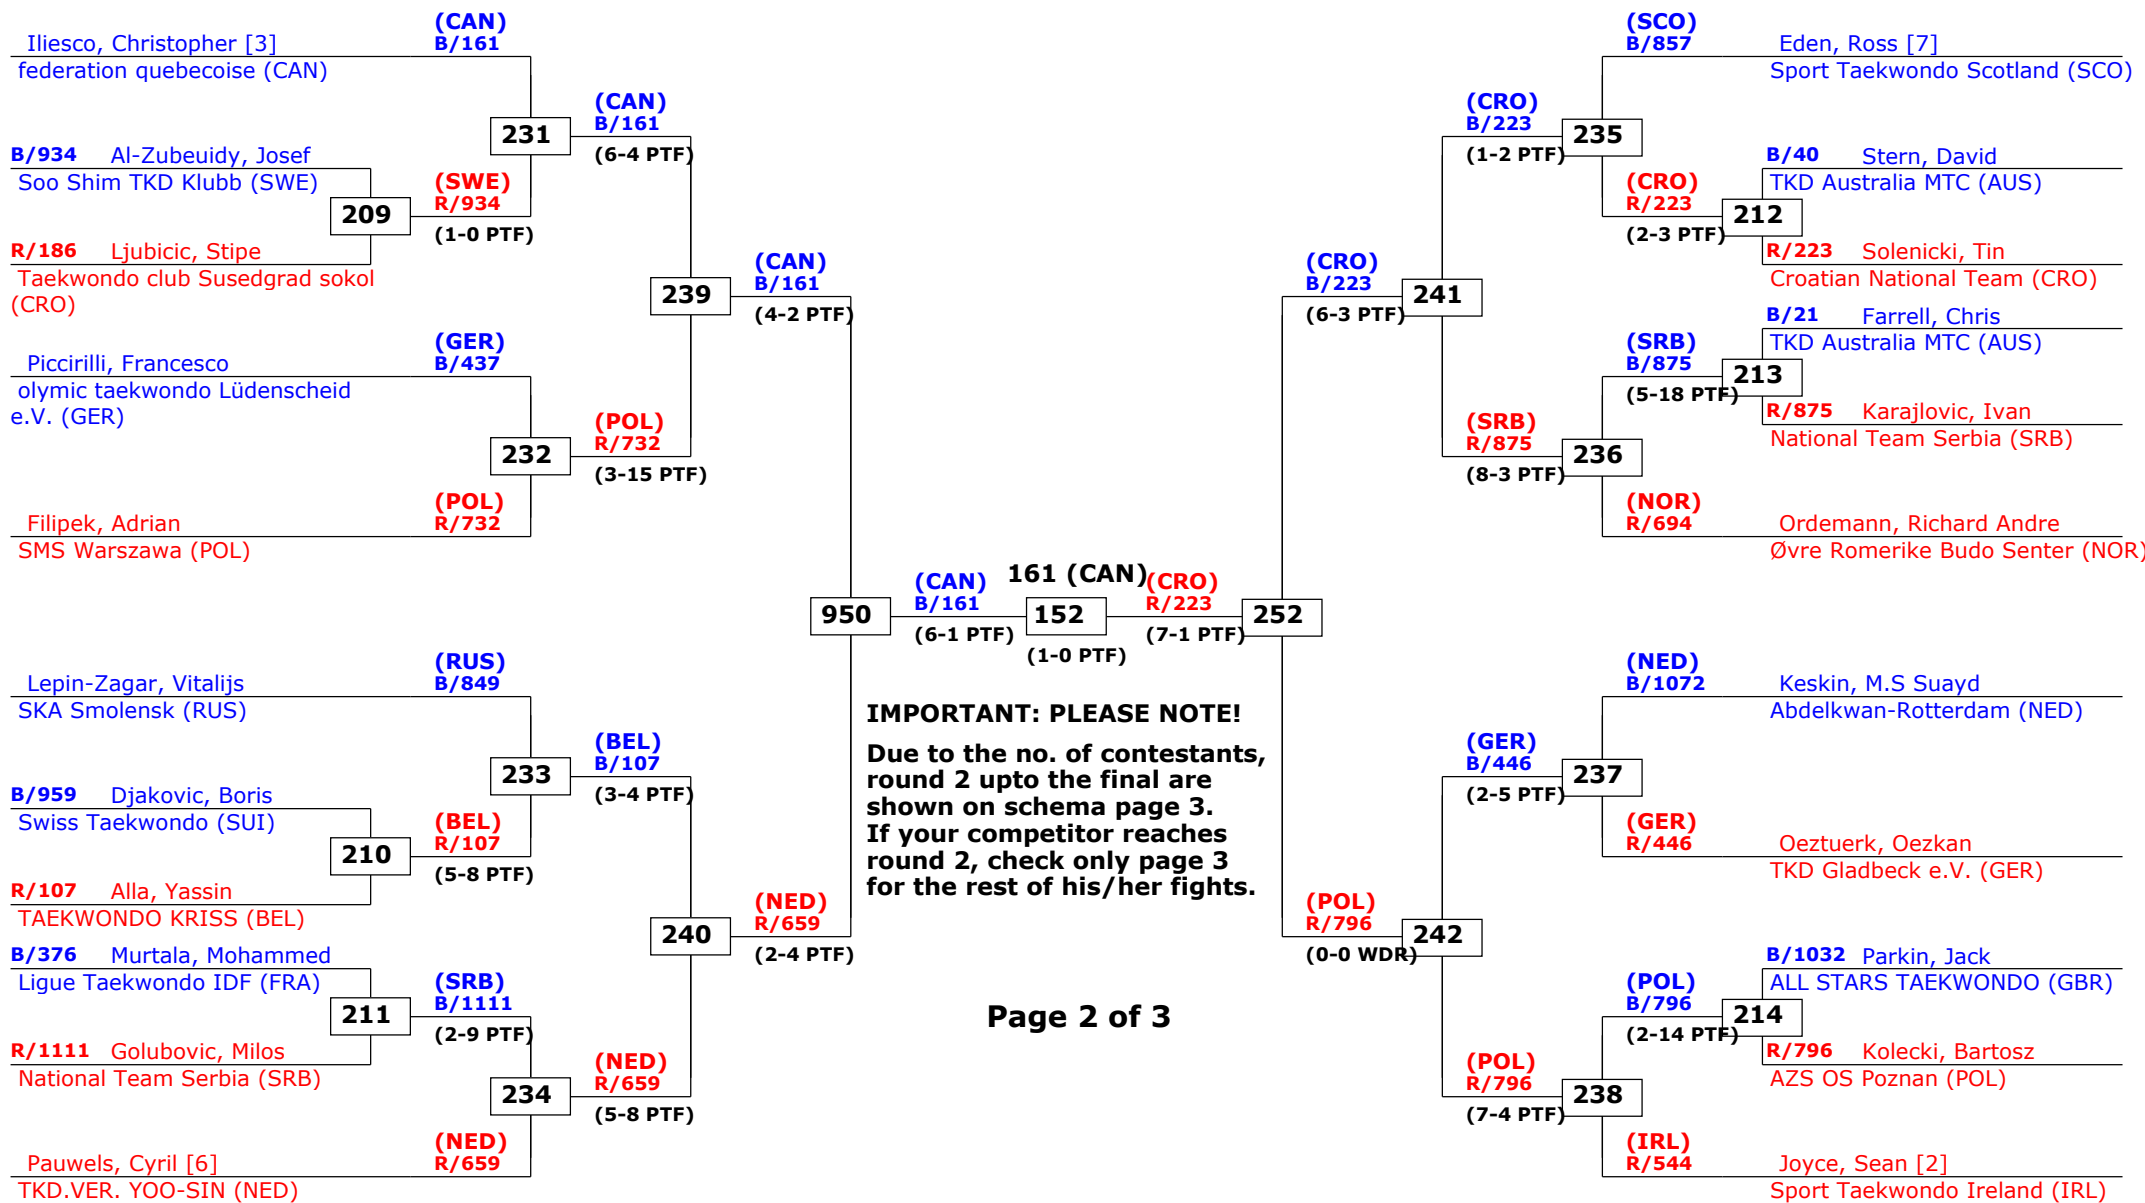 (CAN)
Iliesco, Christopher [3] B/161
federation quebecoise (CAN)
(CAN)
B/161
231
(6-4 PTF)
B/934 Al-Zubeuidy, Josef
Soo Shim TKD Klubb (SWE)
(SWE)
R/934
209
(1-0 PTF)
R/186 Ljubicic, Stipe
Taekwondo club Susedgrad sokol
(CRO)
(CAN)
B/161
239
(4-2 PTF)
(GER)
Piccirilli, Francesco B/437
olymic taekwondo Lüdenscheid
e.V. (GER)
(POL)
R/732
232
(3-15 PTF)
(POL)
Filipek, Adrian R/732
SMS Warszawa (POL)
950
(CAN)
B/161
(6-1 PTF)
161 (CAN)
152
(1-0 PTF)
(CRO)
R/223
(7-1 PTF)
252
(RUS)
Lepin-Zagar, Vitalijs B/849
SKA Smolensk (RUS)
(BEL)
B/107
233
(3-4 PTF)
B/959 Djakovic, Boris
Swiss Taekwondo (SUI)
(BEL)
R/107
210
(5-8 PTF)
R/107 Alla, Yassin
TAEKWONDO KRISS (BEL)
(NED)
R/659
240
(2-4 PTF)
B/376 Murtala, Mohammed
Ligue Taekwondo IDF (FRA)
(SRB)
B/1111
211
(2-9 PTF)
R/1111 Golubovic, Milos
National Team Serbia (SRB)
(NED)
R/659
234
(5-8 PTF)
(NED)
Pauwels, Cyril [6] R/659
TKD.VER. YOO-SIN (NED)
IMPORTANT: PLEASE NOTE!
Due to the no. of contestants,
round 2 upto the final are
shown on schema page 3.
If your competitor reaches
round 2, check only page 3
for the rest of his/her fights.
Page 2 of 3
(SCO)
B/857 Eden, Ross [7]
Sport Taekwondo Scotland (SCO)
(CRO)
B/223
235
(1-2 PTF)
B/40 Stern, David
TKD Australia MTC (AUS)
(CRO)
R/223
212
(2-3 PTF)
R/223 Solenicki, Tin
Croatian National Team (CRO)
(CRO)
B/223
241
(6-3 PTF)
B/21 Farrell, Chris
TKD Australia MTC (AUS)
(SRB)
B/875
213
(5-18 PTF)
R/875 Karajlovic, Ivan
National Team Serbia (SRB)
(SRB)
R/875
236
(8-3 PTF)
(NOR)
R/694 Ordemann, Richard Andre
Øvre Romerike Budo Senter (NOR)
(NED)
B/1072 Keskin, M.S Suayd
Abdelkwan-Rotterdam (NED)
(GER)
B/446
237
(2-5 PTF)
(GER)
R/446 Oeztuerk, Oezkan
TKD Gladbeck e.V. (GER)
(POL)
R/796
242
(0-0 WDR)
B/1032 Parkin, Jack
ALL STARS TAEKWONDO (GBR)
(POL)
B/796
214
(2-14 PTF)
R/796 Kolecki, Bartosz
AZS OS Poznan (POL)
(POL)
R/796
238
(7-4 PTF)
(IRL)
R/544 Joyce, Sean [2]
Sport Taekwondo Ireland (IRL)